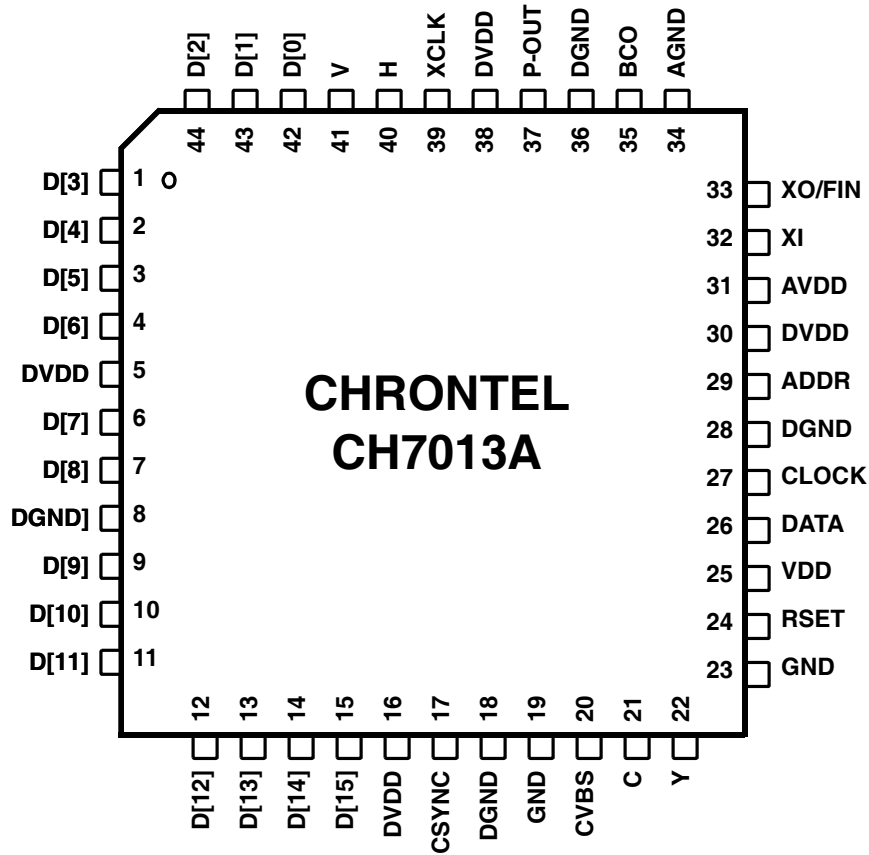 D[2] D[1] D[0] V H XCLK DVDD P-OUT DGND BCO AGND
44 43 42 41 40 39 38 37 36 35 34
D[3] 1
D[4] 2
D[5] 3
D[6] 4
DVDD 5
D[7] 6
D[8] 7
DGND] 8
D[9] 9
D[10] 10
D[11] 11
CHRONTEL
CH7013A
33 XO/FIN
32 XI
31 AVDD
30 DVDD
29 ADDR
28 DGND
27 CLOCK
26 DATA
25 VDD
24 RSET
23 GND
12 13 14 15 16 17 18 19 20 21 22
D[12] D[13] D[14] D[15] DVDD CSYNC DGND GND CVBS C Y